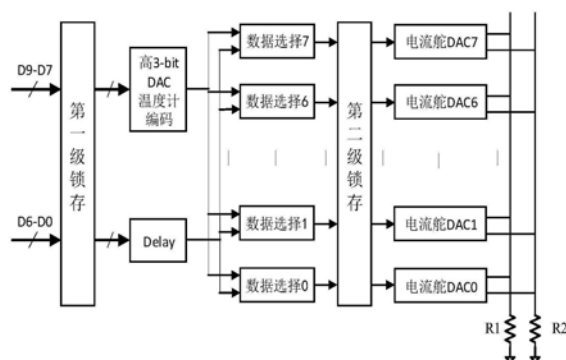 D9-D7
D6-D0
第一级锁存
高3-bit
DAC
温度计
编码
Delay
数据选择7
数据选择6
数据选择1
数据选择0
第二级锁存
电流舵DAC7
电流舵DAC6
电流舵DAC1
电流舵DAC0
R1
R2